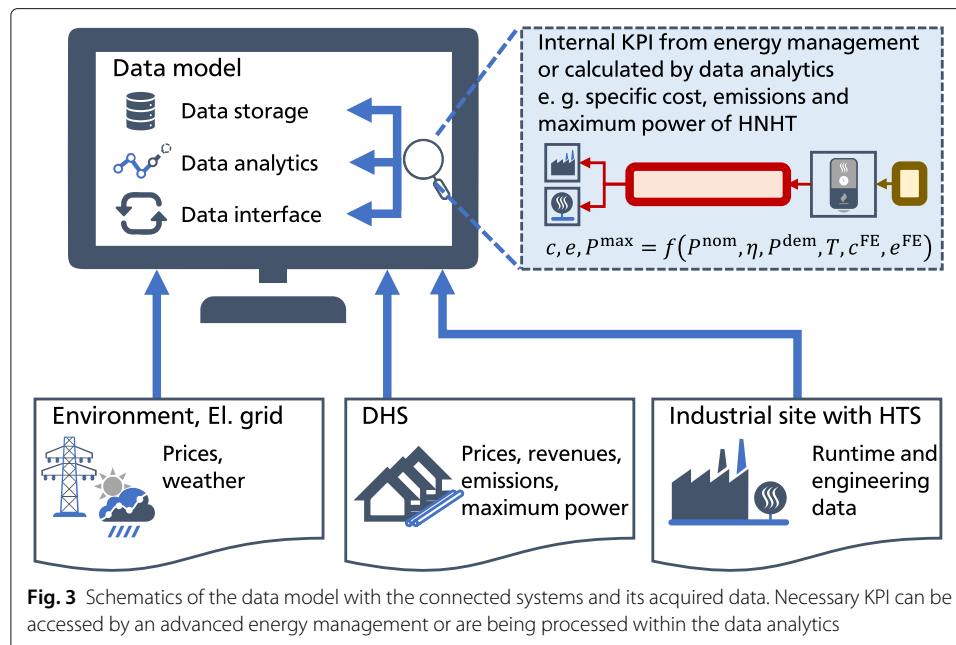 Data model
Data storage
Data analytics
Data interface
Internal KPI from energy management
or calculated by data analytics
e. g. specific cost, emissions and
maximum power of HNHT
c, e, P^max = f(P^nom, η, P^dem, T, c^FE, e^FE)
Environment, El. grid
Prices,
weather
DHS
Prices, revenues,
emissions,
maximum power
Industrial site with HTS
Runtime and
engineering
data
Fig. 3 Schematics of the data model with the connected systems and its acquired data. Necessary KPI can be
accessed by an advanced energy management or are being processed within the data analytics